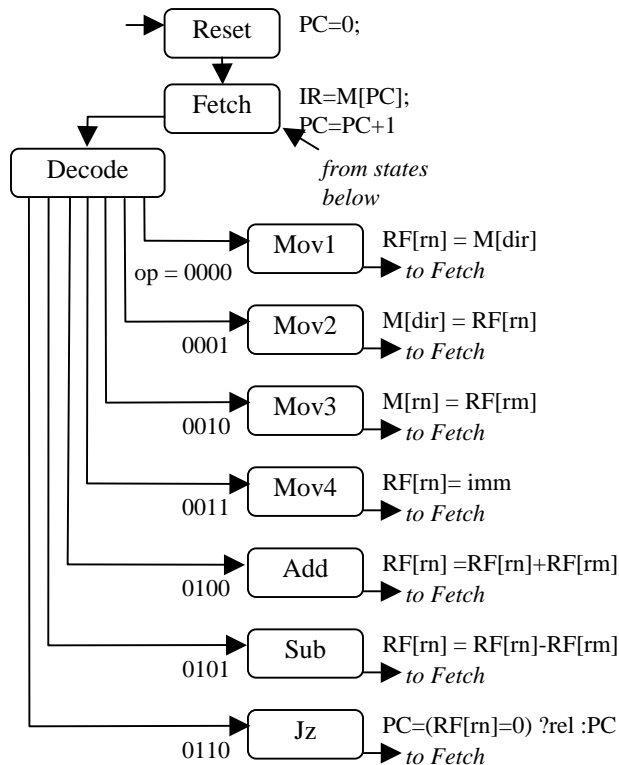 Reset PC=0;
Fetch IR=M[PC];
PC=PC+1
Decode
from states
below
Mov1 RF[rn] = M[dir]
op = 0000 to Fetch
Mov2 M[dir] = RF[rn]
0001 to Fetch
Mov3 M[rn] = RF[rm]
0010 to Fetch
Mov4 RF[rn]= imm
0011 to Fetch
Add RF[rn] =RF[rn]+RF[rm]
0100 to Fetch
Sub RF[rn] = RF[rn]-RF[rm]
0101 to Fetch
Jz PC=(RF[rn]=0) ?rel :PC
0110 to Fetch